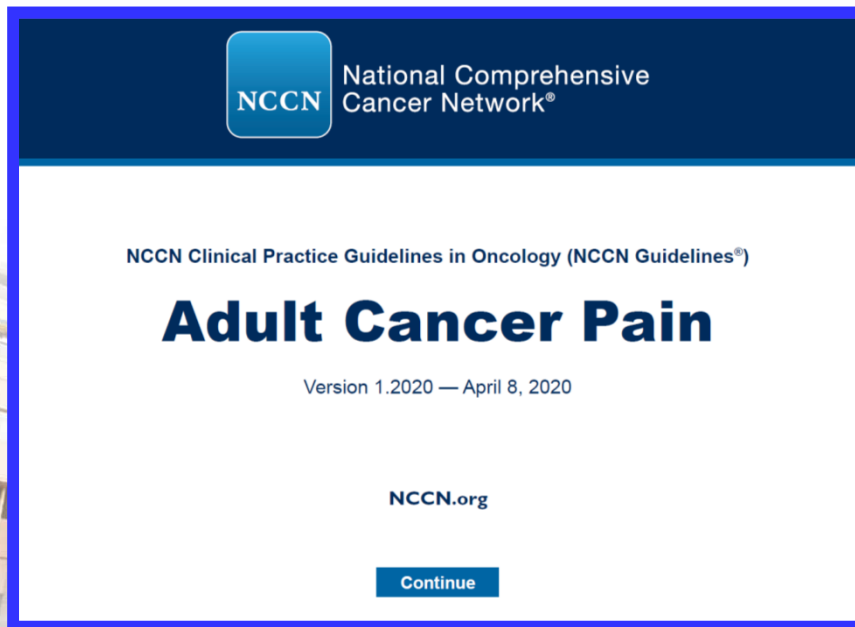 NCCN
National Comprehensive
Cancer Network®
NCCN Clinical Practice Guidelines in Oncology (NCCN Guidelines®)
Adult Cancer Pain
Version 1.2020 — April 8, 2020
NCCN.org
Continue